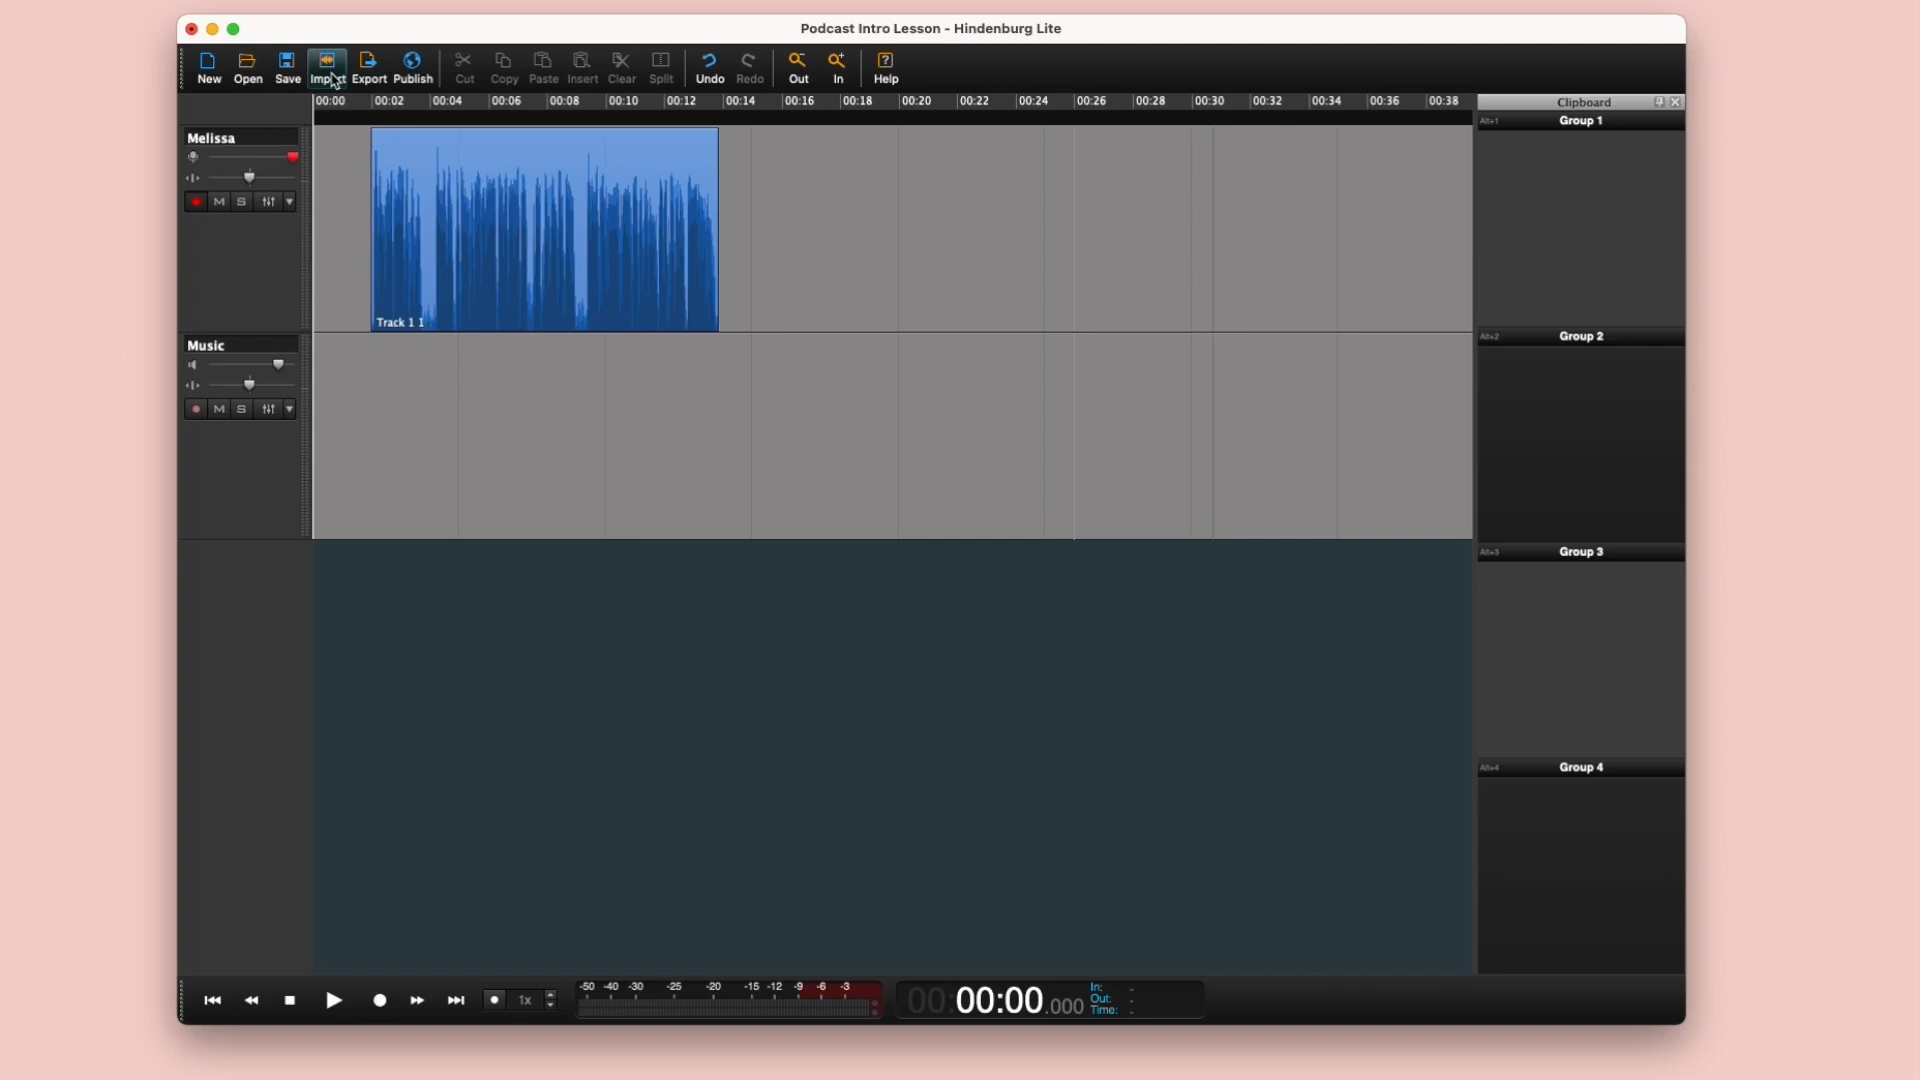 Podcast Intro Lesson - Hindenburg Lite
New Open Save Import Export Publish Cut Copy Paste Insert Clear Split Undo Redo Out In Help
00:00 00:02 00:04 00:06 00:08 00:10 00:12 00:14 00:16 00:18 00:20 00:22 00:24 00:26 00:28 00:30 00:32 00:34 00:36 00:38
Clipboard
Alt+1 Group 1
Melissa
M S
Track 1 1
Alt+2 Group 2
Music
M S
Alt+3 Group 3
Alt+4 Group 4
1x
-50 -40 -30 -25 -20 -15 -12 -9 -6 -3
00:00:00.000
In: -
Out: -
Time: -